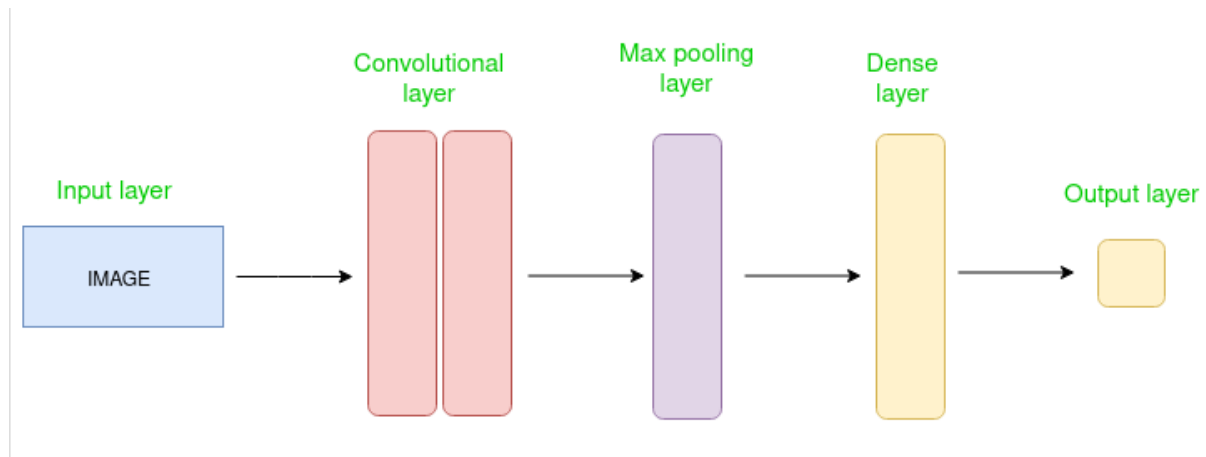 Input layer
IMAGE
Convolutional
layer
Max pooling
layer
Dense
layer
Output layer